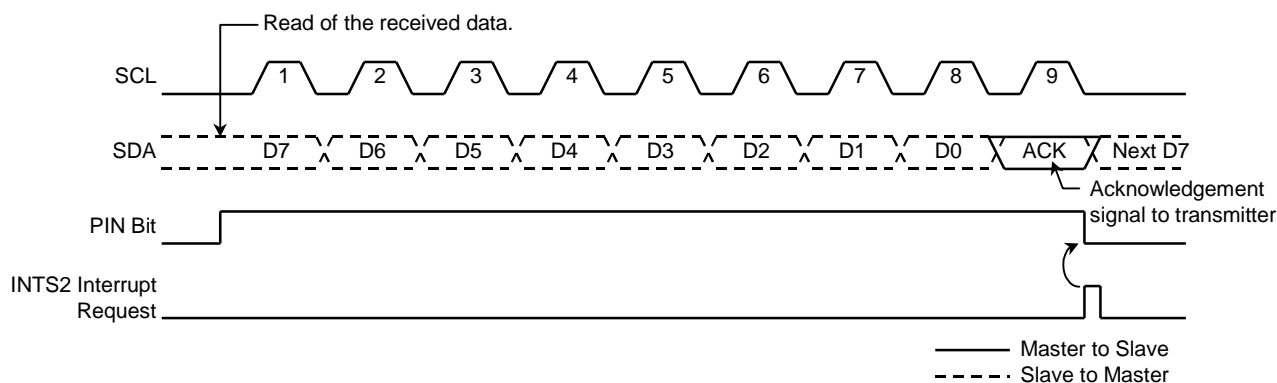 Read of the received data.
SCL 1 2 3 4 5 6 7 8 9
SDA D7 D6 D5 D4 D3 D2 D1 D0 ACK Next D7
Acknowledgement
signal to transmitter
PIN Bit
INTS2 Interrupt
Request
Master to Slave
Slave to Master